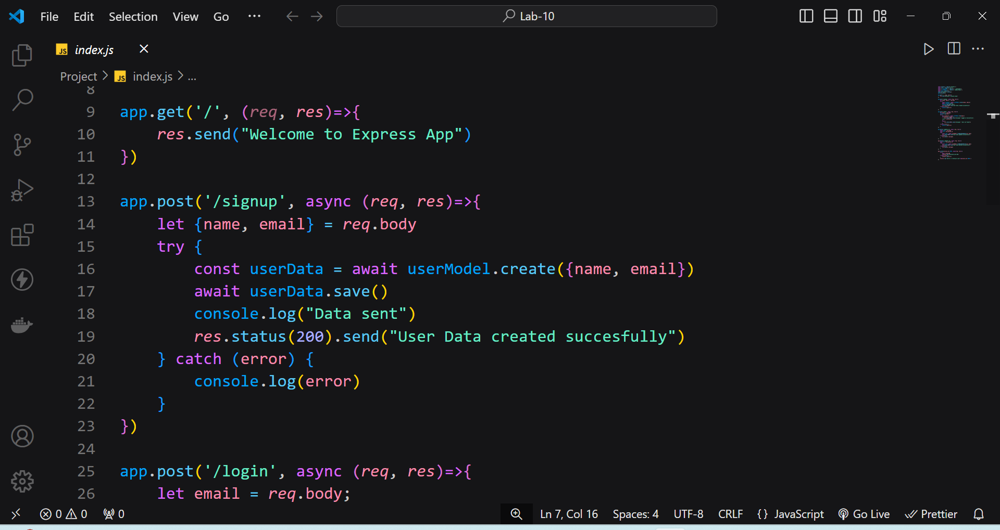 File Edit Selection View Go ··· Lab-10
JS index.js
Project > JS index.js > ...
8
9 app.get('/', (req, res)=>{
10     res.send("Welcome to Express App")
11 })
12
13 app.post('/signup', async (req, res)=>{
14     let {name, email} = req.body
15     try {
16         const userData = await userModel.create({name, email})
17         await userData.save()
18         console.log("Data sent")
19         res.status(200).send("User Data created succesfully")
20     } catch (error) {
21         console.log(error)
22     }
23 })
24
25 app.post('/login', async (req, res)=>{
26     let email = req.body;
0 0 0 Ln 7, Col 16 Spaces: 4 UTF-8 CRLF {} JavaScript Go Live Prettier